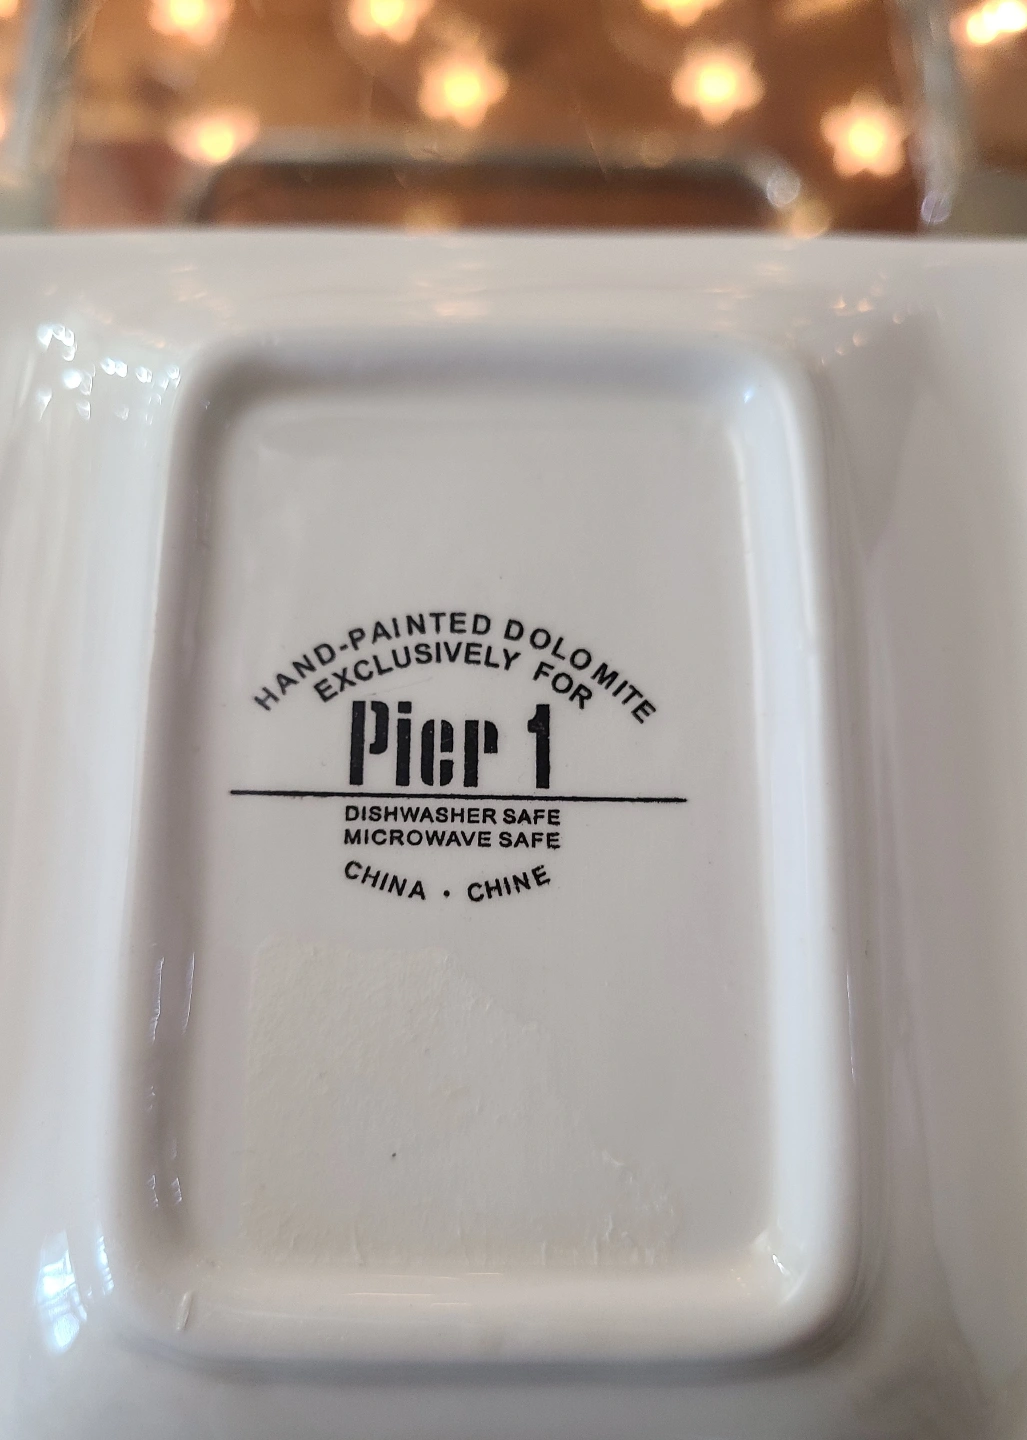 HAND-PAINTED DOLOMITE
EXCLUSIVELY FOR
Pier 1
DISHWASHER SAFE
MICROWAVE SAFE
CHINA · CHINE